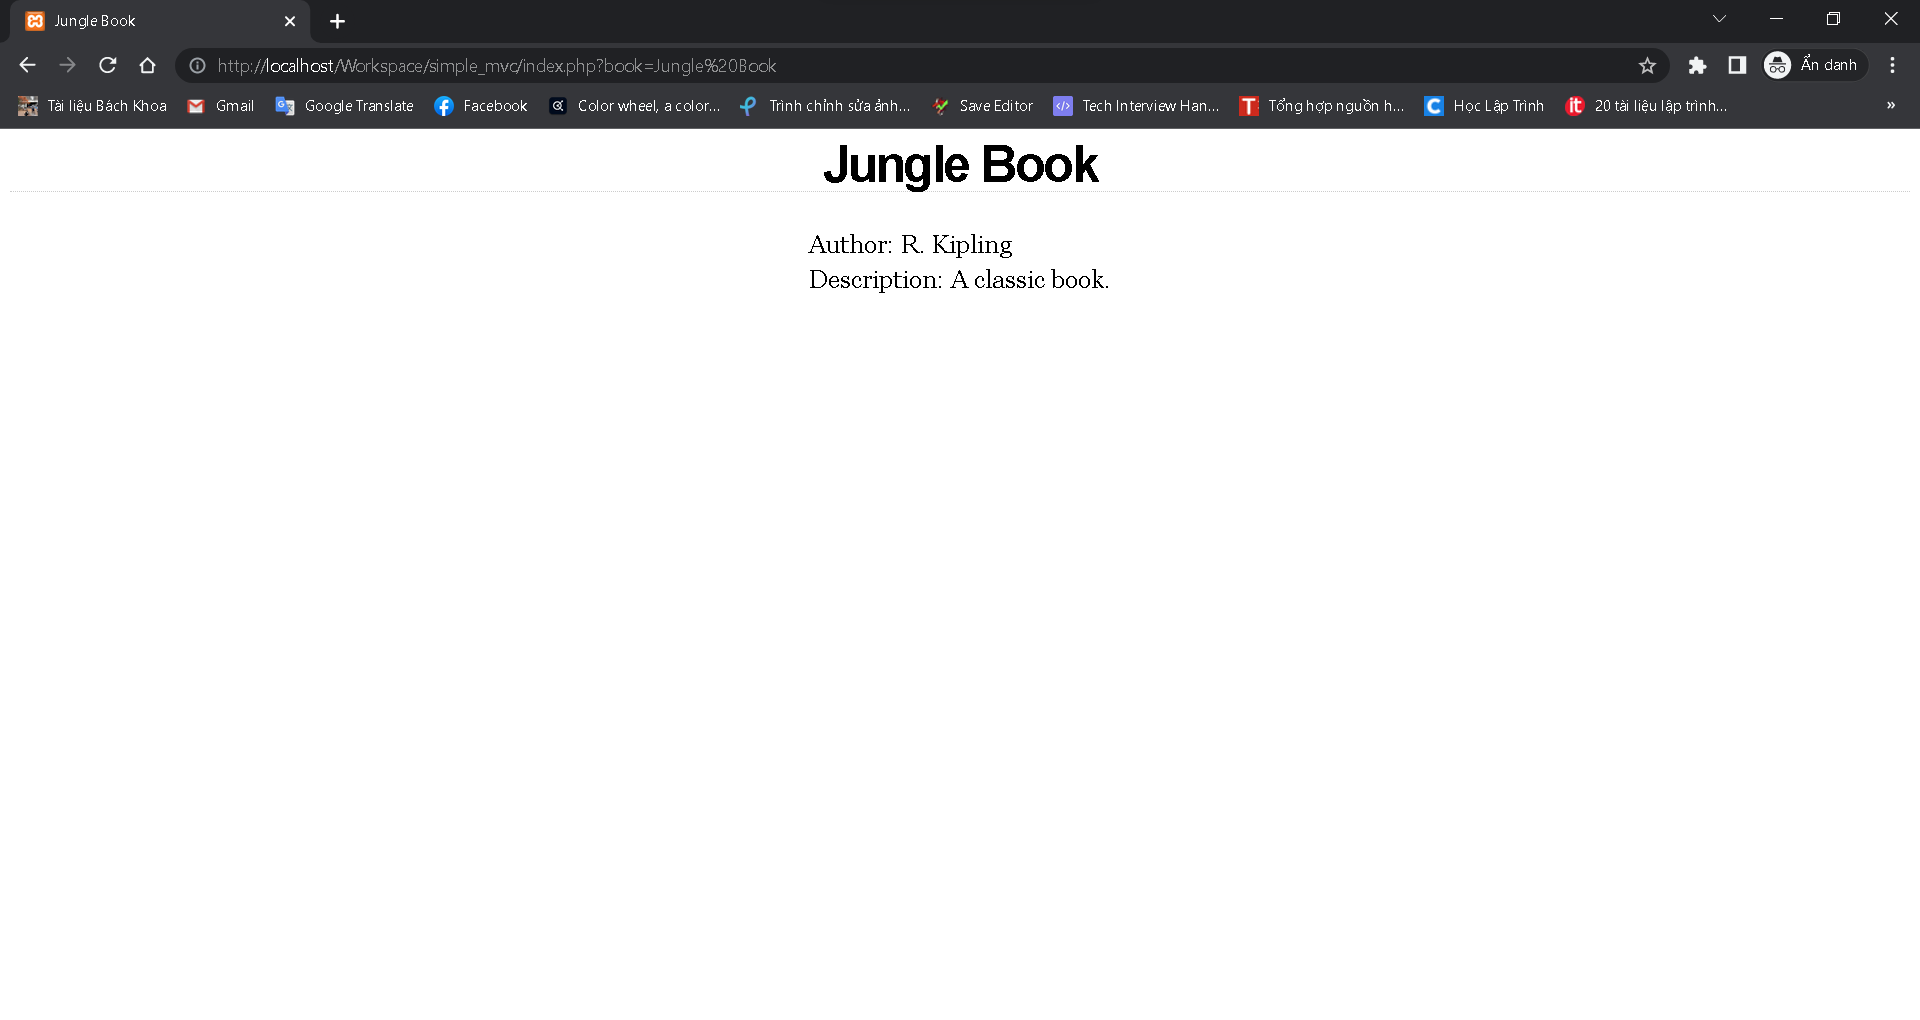 Jungle Book
http://localhost/Workspace/simple_mvc/index.php?book=Jungle%20Book
Ẩn danh
Tài liệu Bách Khoa Gmail Google Translate Facebook Color wheel, a color... Trình chỉnh sửa ảnh... Save Editor Tech Interview Han... Tổng hợp nguồn h... Học Lập Trình 20 tài liệu lập trình... »
Jungle Book
Author: R. Kipling
Description: A classic book.